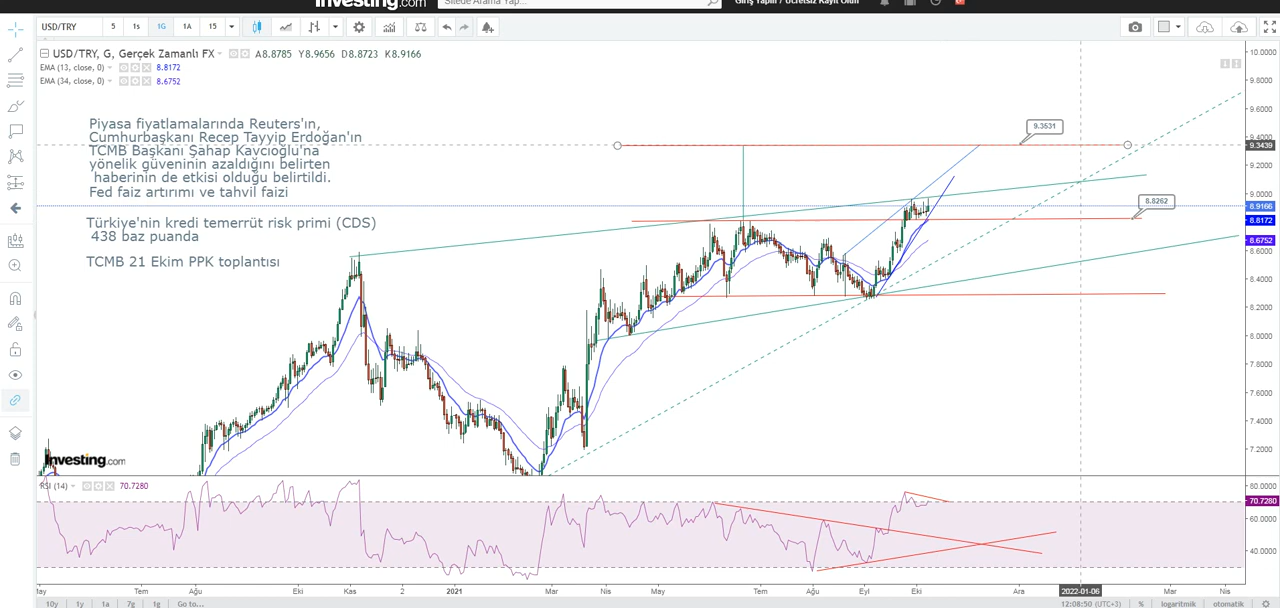 Investing.com
Sitede Arama Yap...
Giriş Yapın / Ücretsiz Kayıt Olun
USD/TRY 5 1s 1G 1A 15
USD/TRY, G, Gerçek Zamanlı FX A8.8785 Y8.9656 D8.8723 K8.9166
EMA (13, close, 0) 8.8172
EMA (34, close, 0) 8.6752
Piyasa fiyatlamalarında Reuters'ın,
Cumhurbaşkanı Recep Tayyip Erdoğan'ın
TCMB Başkanı Şahap Kavcıoğlu'na
yönelik güveninin azaldığını belirten
haberinin de etkisi olduğu belirtildi.
Fed faiz artırımı ve tahvil faizi
Türkiye'nin kredi temerrüt risk primi (CDS)
438 baz puanda
TCMB 21 Ekim PPK toplantısı
9.3531
8.8262
10.0000
9.8000
9.6000
9.4000
9.3439
9.2000
9.0000
8.9166
8.8172
8.6752
8.6000
8.4000
8.2000
8.0000
7.8000
7.6000
7.4000
7.2000
Investing.com
RSI (14) 70.7280
80.0000
70.7280
60.0000
40.0000
May Tem Ağu Eki Kas 2 2021 Mar Nis May Tem Ağu Eyl Eki Ara 2022-01-06 Mar Nis
10y 1y 1a 7g 1g Go to...
12:08:50 (UTC+3) % logaritmik otomatik